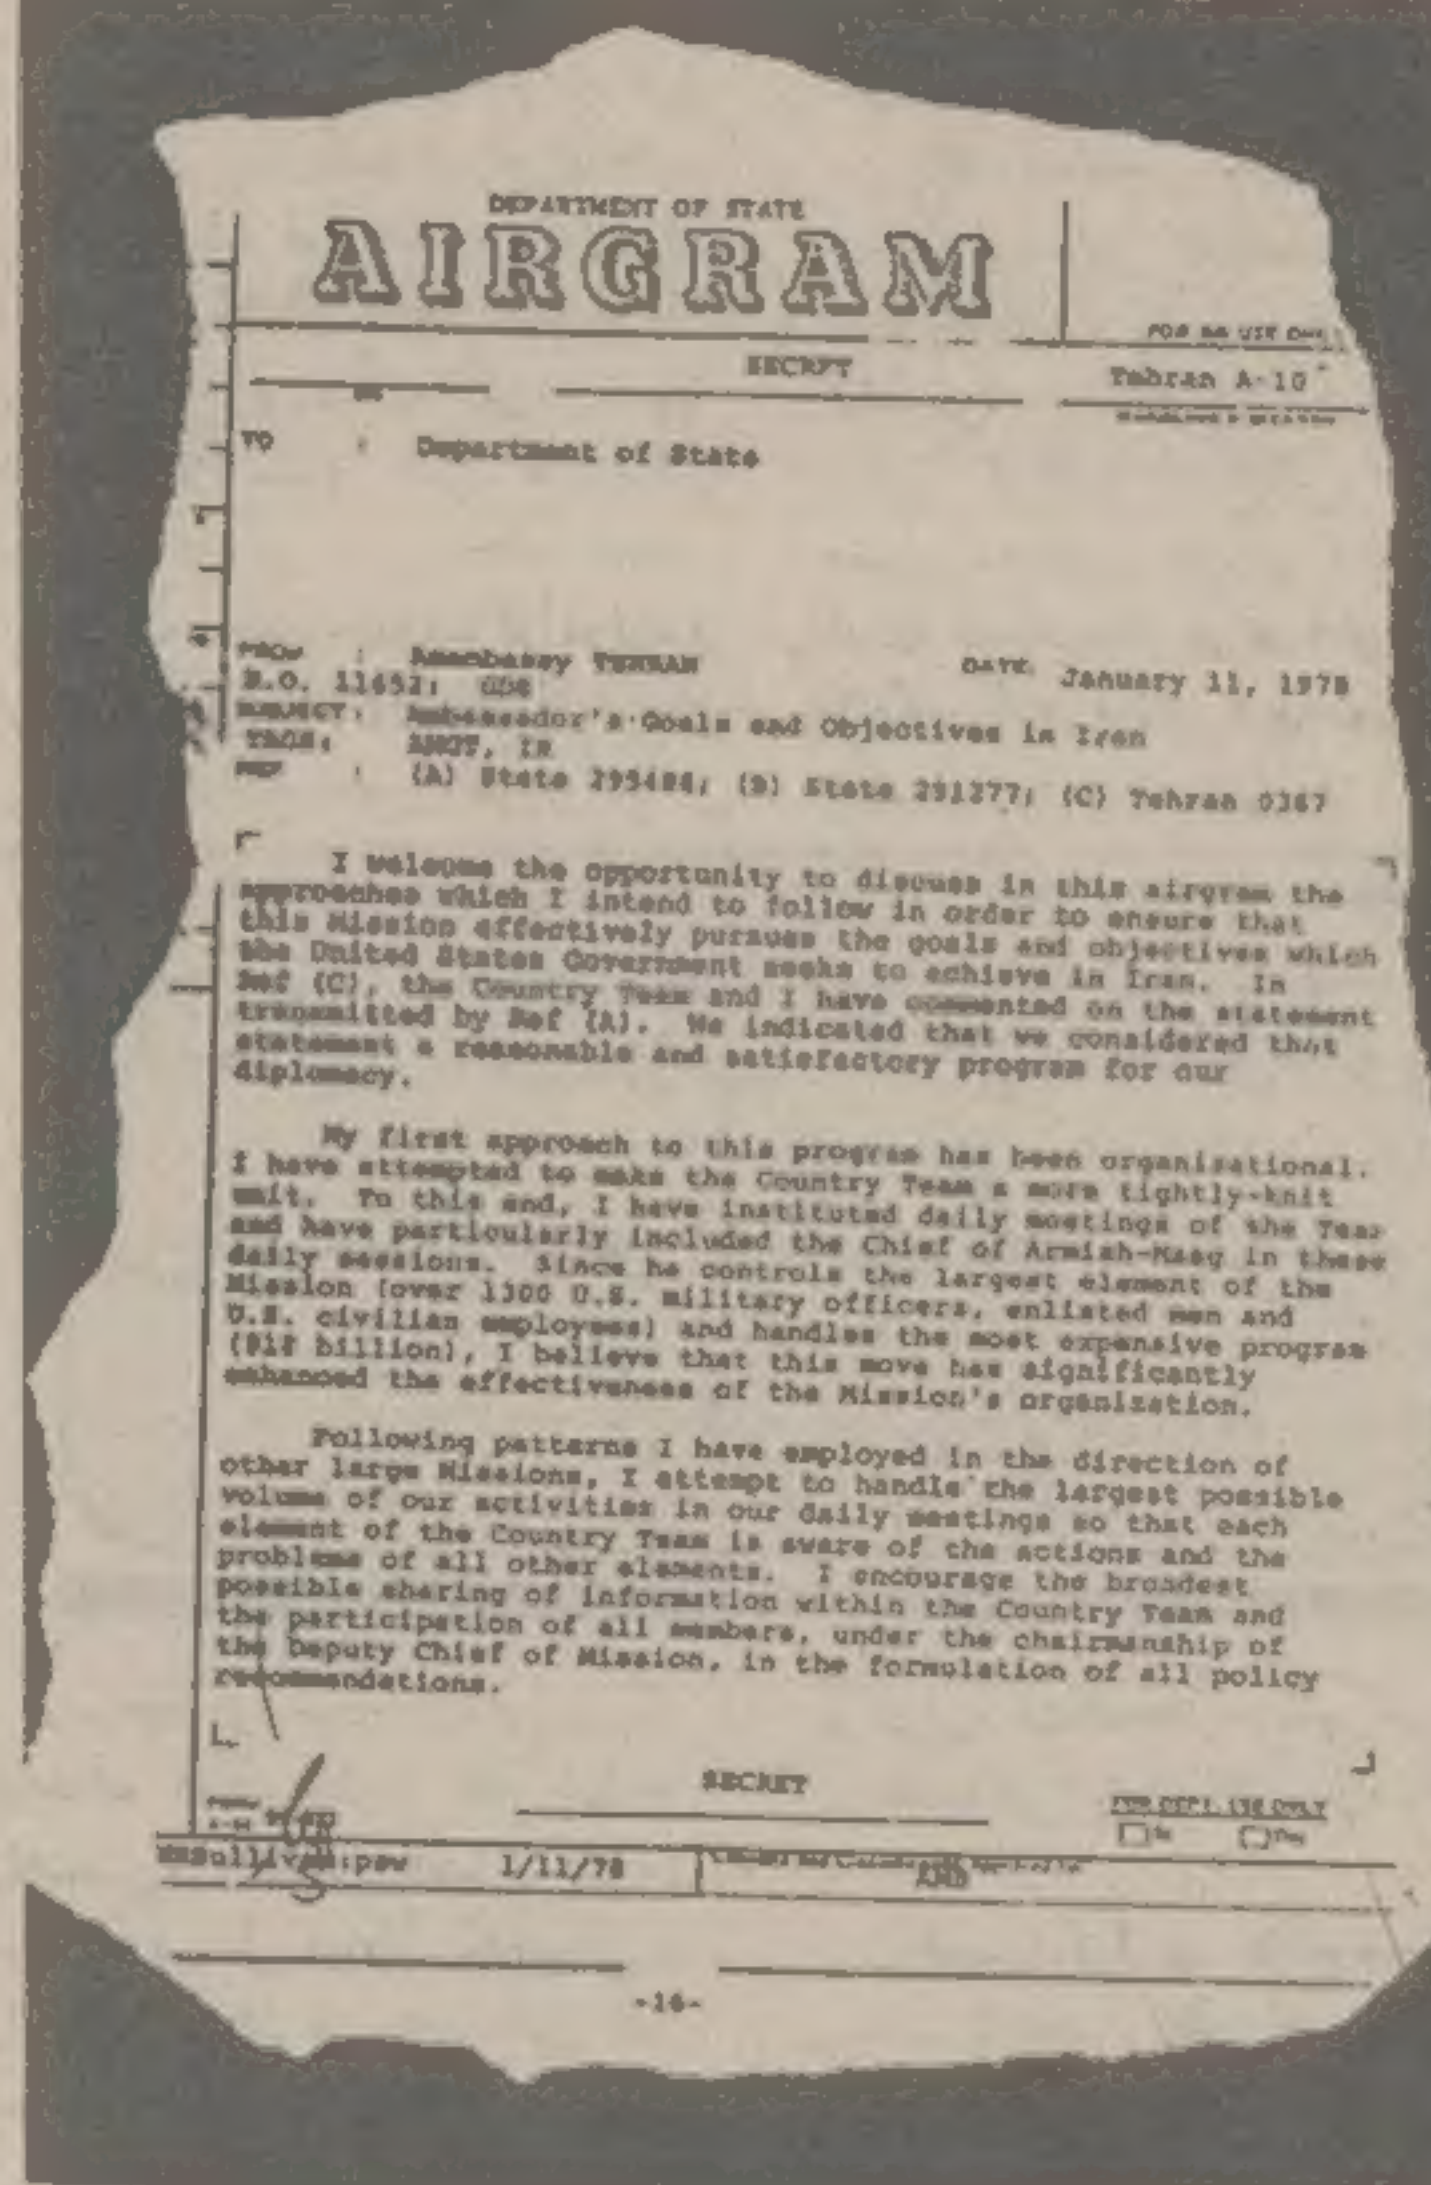 DEPARTMENT OF STATE
AIRGRAM
FOR RM USE ONLY
SECRET
Tehran A-10
TO : Department of State
FROM : Amembassy TEHRAN DATE January 11, 1978
E.O. 11652: GDS
SUBJECT: Ambassador's Goals and Objectives in Iran
TAGS: AMGT, IR
REF : (A) State 295484; (B) State 291277; (C) Tehran 0367
I welcome the opportunity to discuss in this airgram the
approaches which I intend to follow in order to ensure that
this Mission effectively pursues the goals and objectives which
the United States Government seeks to achieve in Iran. In
Ref (C), the Country Team and I have commented on the statement
transmitted by Ref (A). We indicated that we considered that
statement a reasonable and satisfactory program for our
diplomacy.
My first approach to this program has been organizational.
I have attempted to make the Country Team a more tightly-knit
unit. To this end, I have instituted daily meetings of the Team
and have particularly included the Chief of Armish-Maag in these
daily sessions. Since he controls the largest element of the
Mission (over 1300 U.S. military officers, enlisted men and
U.S. civilian employees) and handles the most expensive program
billion), I believe that this move has significantly
enhanced the effectiveness of the Mission's organization.
Following patterns I have employed in the direction of
other large Missions, I attempt to handle the largest possible
volume of our activities in our daily meetings so that each
element of the Country Team is aware of the actions and the
problems of all other elements. I encourage the broadest
possible sharing of information within the Country Team and
the participation of all members, under the chairmanship of
the Deputy Chief of Mission, in the formulation of all policy
recommendations.
SECRET
FOR DEPT. USE ONLY
In Out
WHSullivan:psw 1/11/78
AMB
-16-